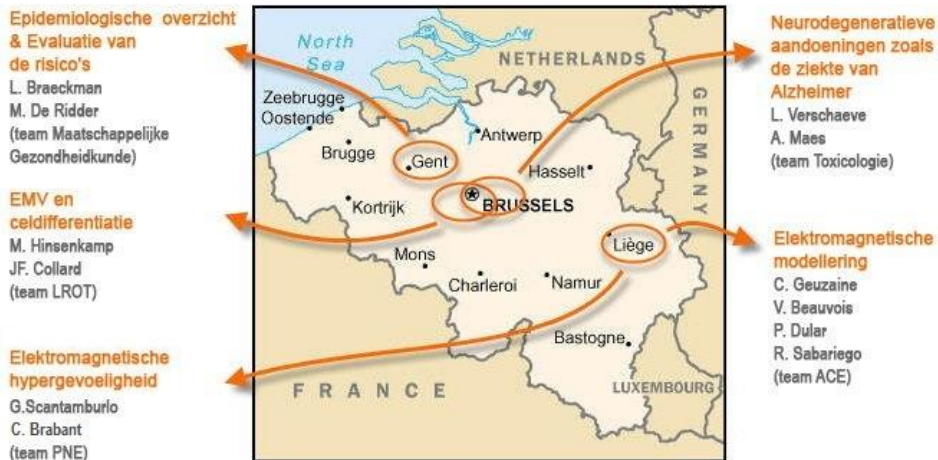 Epidemiologische overzicht
& Evaluatie van
de risico's
L. Braeckman
M. De Ridder
(team Maatschappelijke
Gezondheidkunde)
EMV en
celdifferentiatie
M. Hinsenkamp
JF. Collard
(team LROT)
Elektromagnetische
hypergevoeligheid
G.Scantamburlo
C. Brabant
(team PNE)
North
Sea
NETHERLANDS
GERMANY
Zeebrugge
Oostende
Antwerp
Brugge
Gent
Hasselt
Kortrijk
BRUSSELS
Liège
Mons
Charleroi
Namur
Bastogne
FRANCE
LUXEMBOURG
Neurodegeneratieve
aandoeningen zoals
de ziekte van
Alzheimer
L. Verschaeve
A. Maes
(team Toxicologie)
Elektromagnetische
modellering
C. Geuzaine
V. Beauvois
P. Dular
R. Sabariego
(team ACE)